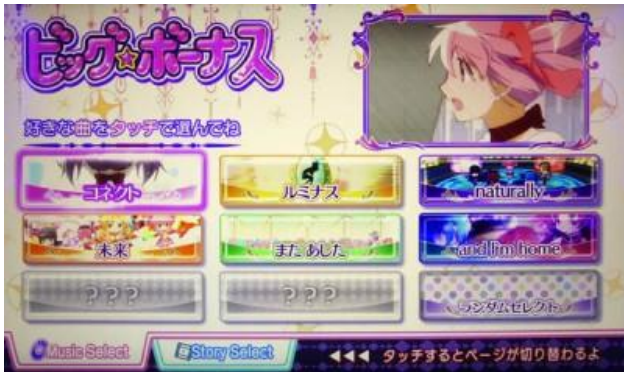 ビッグ☆ボーナス
好きな曲をタッチで選んでね
コネクト
ルミナス
naturally
未来
また あした
and I'm home
???
???
ランダムセレクト
Music Select
Story Select
◀◀◀ タッチするとページが切り替わるよ